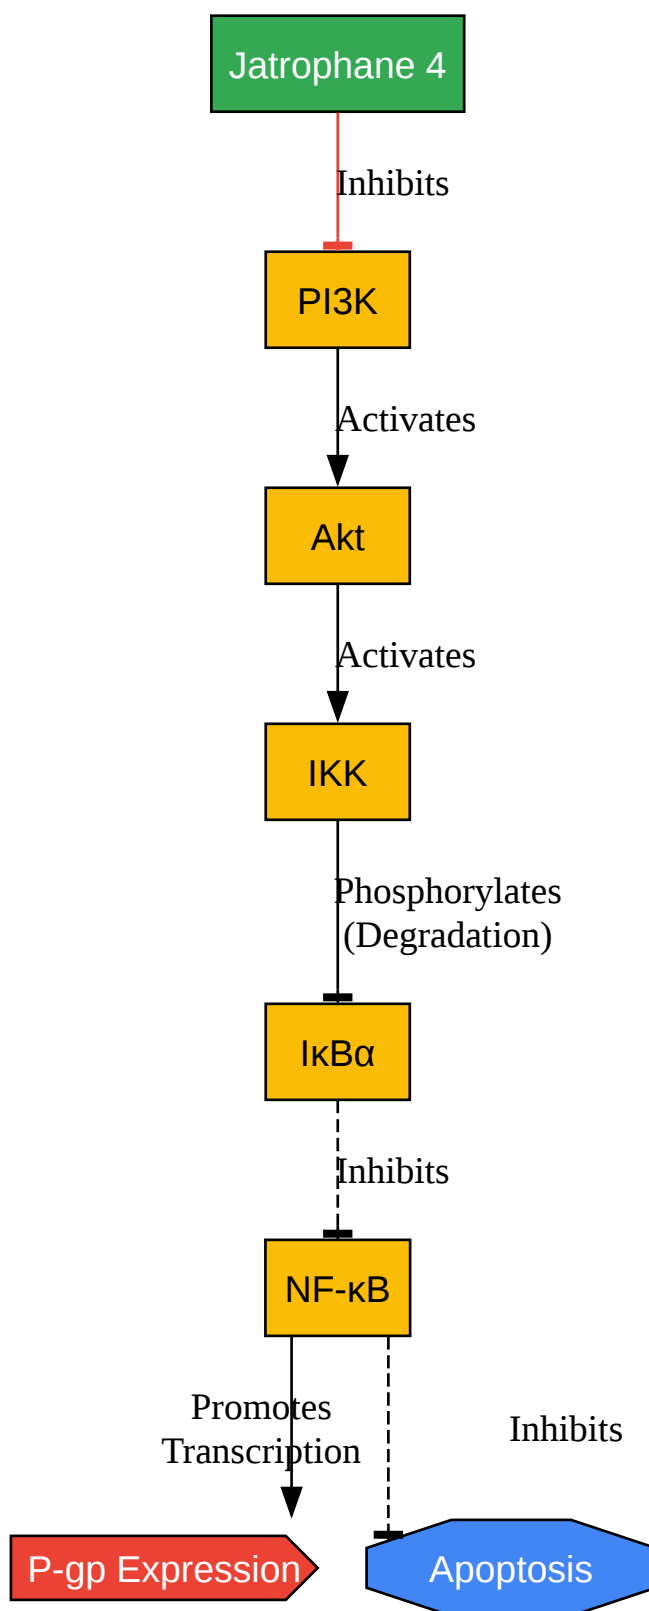 Jatrophane 4
Inhibits
PI3K
Activates
Akt
Activates
IKK
Phosphorylates
(Degradation)
IκBα
Inhibits
NF-κB
Promotes
Transcription
Inhibits
P-gp Expression
Apoptosis